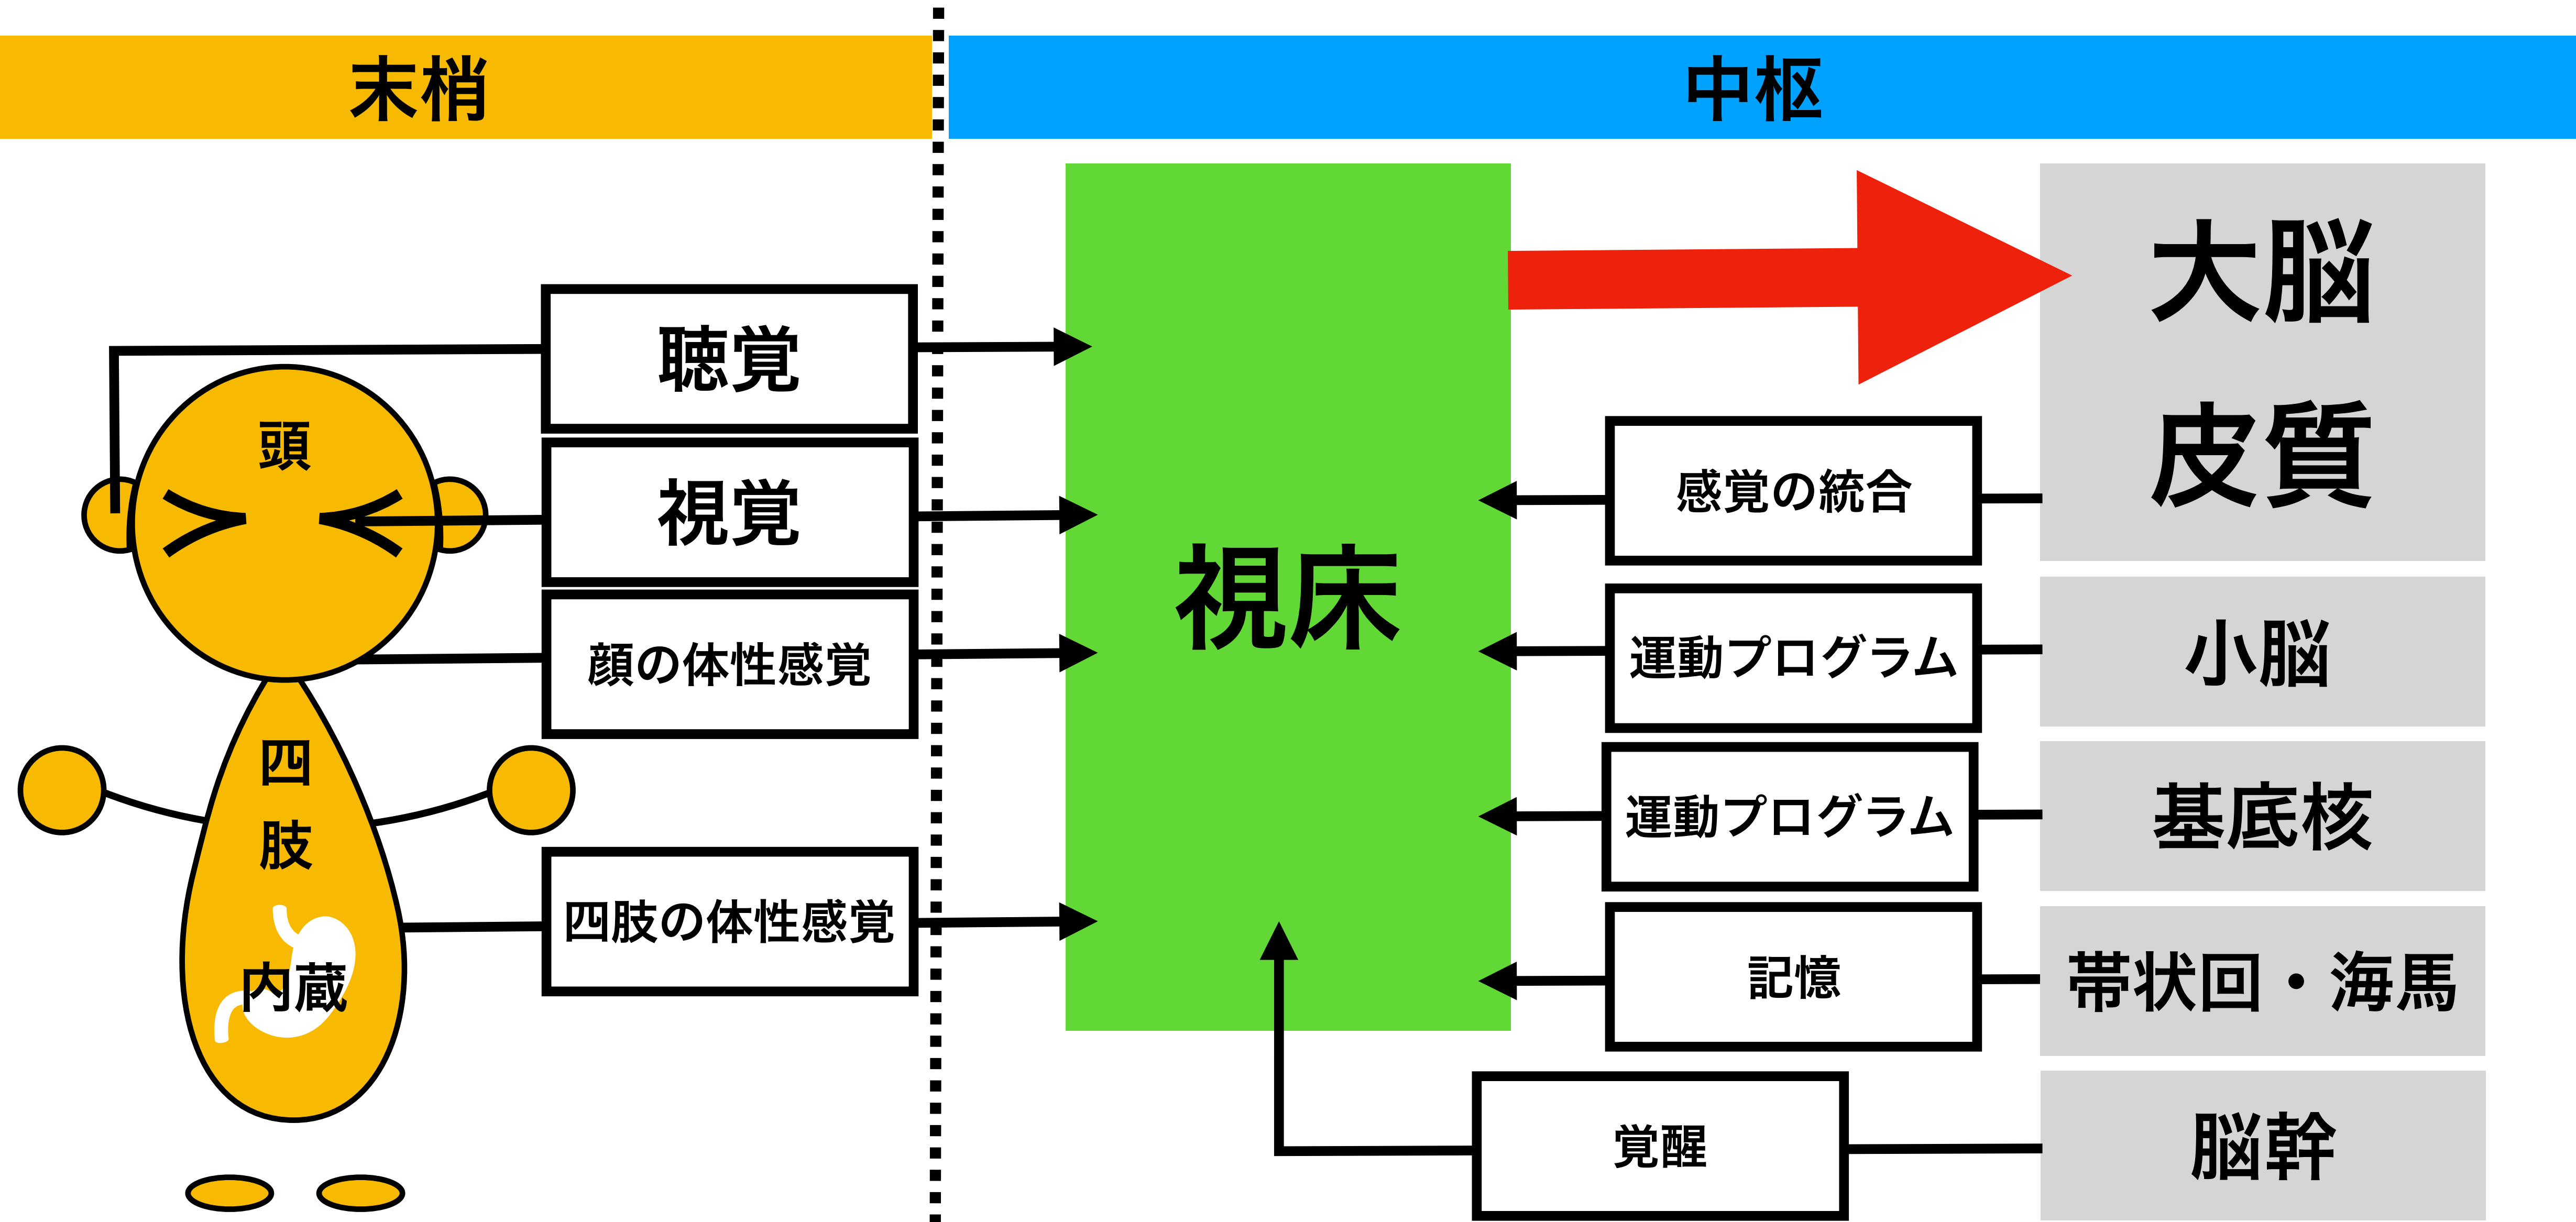 末梢
中枢
頭
四
肢
内蔵
聴覚
視覚
顔の体性感覚
四肢の体性感覚
視床
感覚の統合
運動プログラム
運動プログラム
記憶
覚醒
大脳
皮質
小脳
基底核
帯状回・海馬
脳幹